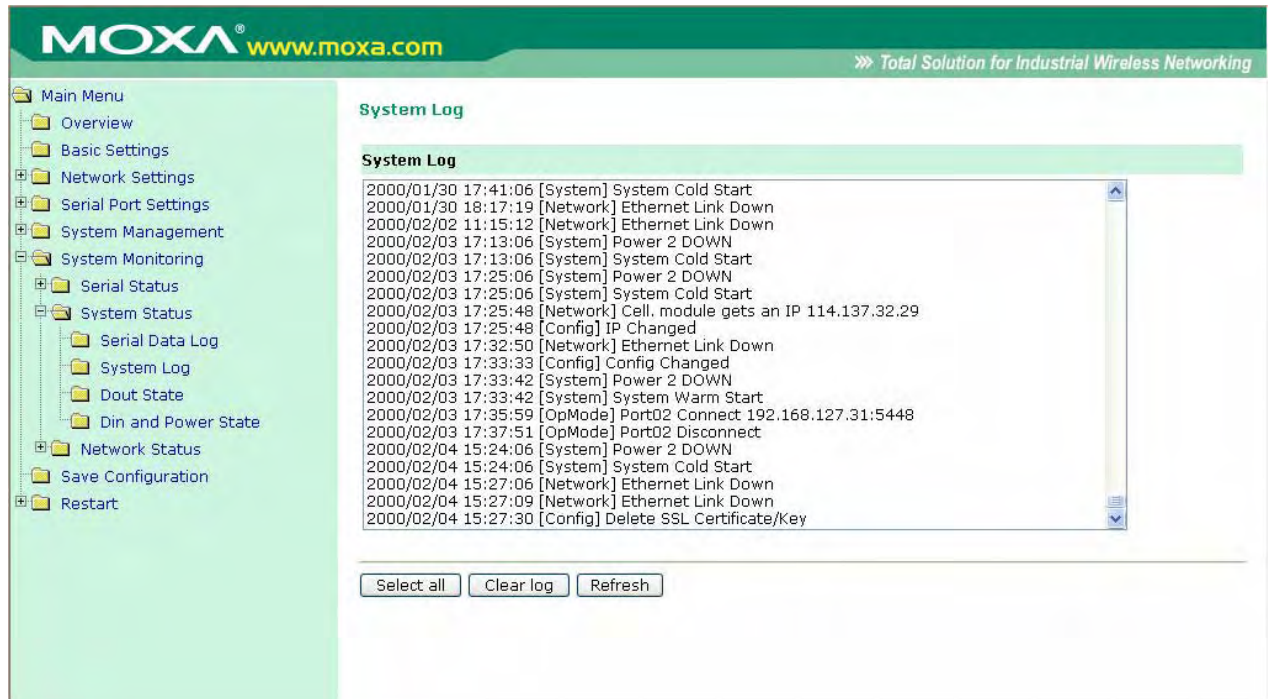 MOXA® www.moxa.com
Total Solution for Industrial Wireless Networking
Main Menu
Overview
Basic Settings
Network Settings
Serial Port Settings
System Management
System Monitoring
Serial Status
System Status
Serial Data Log
System Log
Dout State
Din and Power State
Network Status
Save Configuration
Restart
System Log
System Log
2000/01/30 17:41:06 [System] System Cold Start
2000/01/30 18:17:19 [Network] Ethernet Link Down
2000/02/02 11:15:12 [Network] Ethernet Link Down
2000/02/03 17:13:06 [System] Power 2 DOWN
2000/02/03 17:13:06 [System] System Cold Start
2000/02/03 17:25:06 [System] Power 2 DOWN
2000/02/03 17:25:06 [System] System Cold Start
2000/02/03 17:25:48 [Network] Cell. module gets an IP 114.137.32.29
2000/02/03 17:25:48 [Config] IP Changed
2000/02/03 17:32:50 [Network] Ethernet Link Down
2000/02/03 17:33:33 [Config] Config Changed
2000/02/03 17:33:42 [System] Power 2 DOWN
2000/02/03 17:33:42 [System] System Warm Start
2000/02/03 17:35:59 [OpMode] Port02 Connect 192.168.127.31:5448
2000/02/03 17:37:51 [OpMode] Port02 Disconnect
2000/02/04 15:24:06 [System] Power 2 DOWN
2000/02/04 15:24:06 [System] System Cold Start
2000/02/04 15:27:06 [Network] Ethernet Link Down
2000/02/04 15:27:09 [Network] Ethernet Link Down
2000/02/04 15:27:30 [Config] Delete SSL Certificate/Key
Select all Clear log Refresh